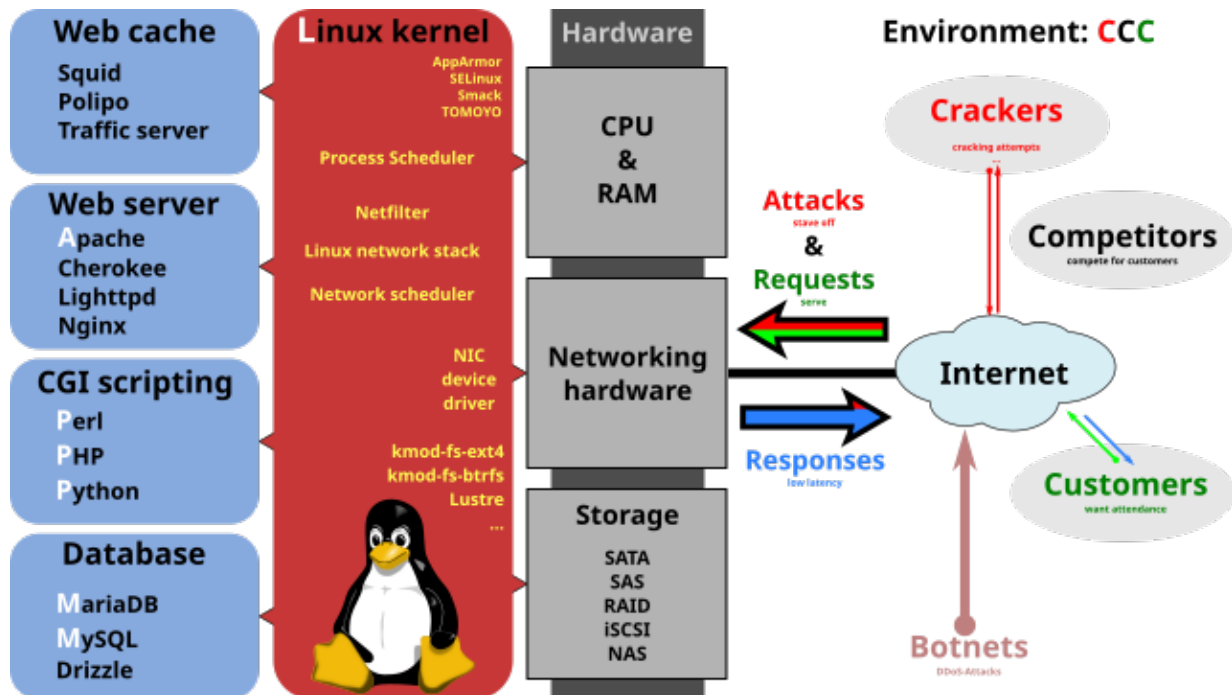 Web cache
Squid
Polipo
Traffic server
Web server
Apache
Cherokee
Lighttpd
Nginx
CGI scripting
Perl
PHP
Python
Database
MariaDB
MySQL
Drizzle
Linux kernel
AppArmor
SELinux
Smack
TOMOYO
Process Scheduler
Netfilter
Linux network stack
Network scheduler
NIC
device
driver
kmod-fs-ext4
kmod-fs-btrfs
Lustre
...
Hardware
CPU
&
RAM
Networking
hardware
Storage
SATA
SAS
RAID
iSCSI
NAS
Environment: CCC
Crackers
cracking attempts
...
Competitors
compete for customers
Attacks
stave off
&
Requests
serve
Internet
Responses
low latency
Customers
want attendance
Botnets
DDoS-Attacks